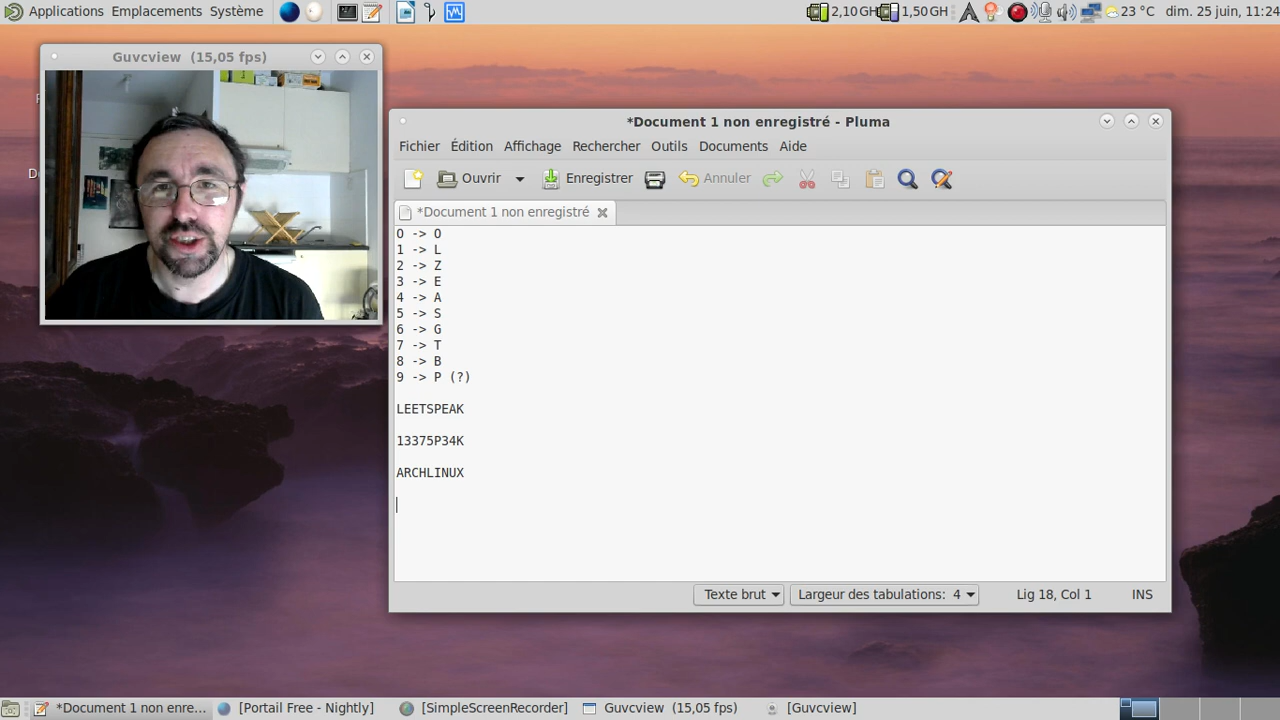 Applications Emplacements Système
2,10 GH 1,50 GH 23 °C dim. 25 juin, 11:24
Guvcview (15,05 fps)
*Document 1 non enregistré - Pluma
Fichier Édition Affichage Rechercher Outils Documents Aide
Ouvrir Enregistrer Annuler
*Document 1 non enregistré
0 -> O
1 -> L
2 -> Z
3 -> E
4 -> A
5 -> S
6 -> G
7 -> T
8 -> B
9 -> P (?)
LEETSPEAK
13375P34K
ARCHLINUX
Texte brut Largeur des tabulations: 4 Lig 18, Col 1 INS
*Document 1 non enre... [Portail Free - Nightly] [SimpleScreenRecorder] Guvcview (15,05 fps) [Guvcview]